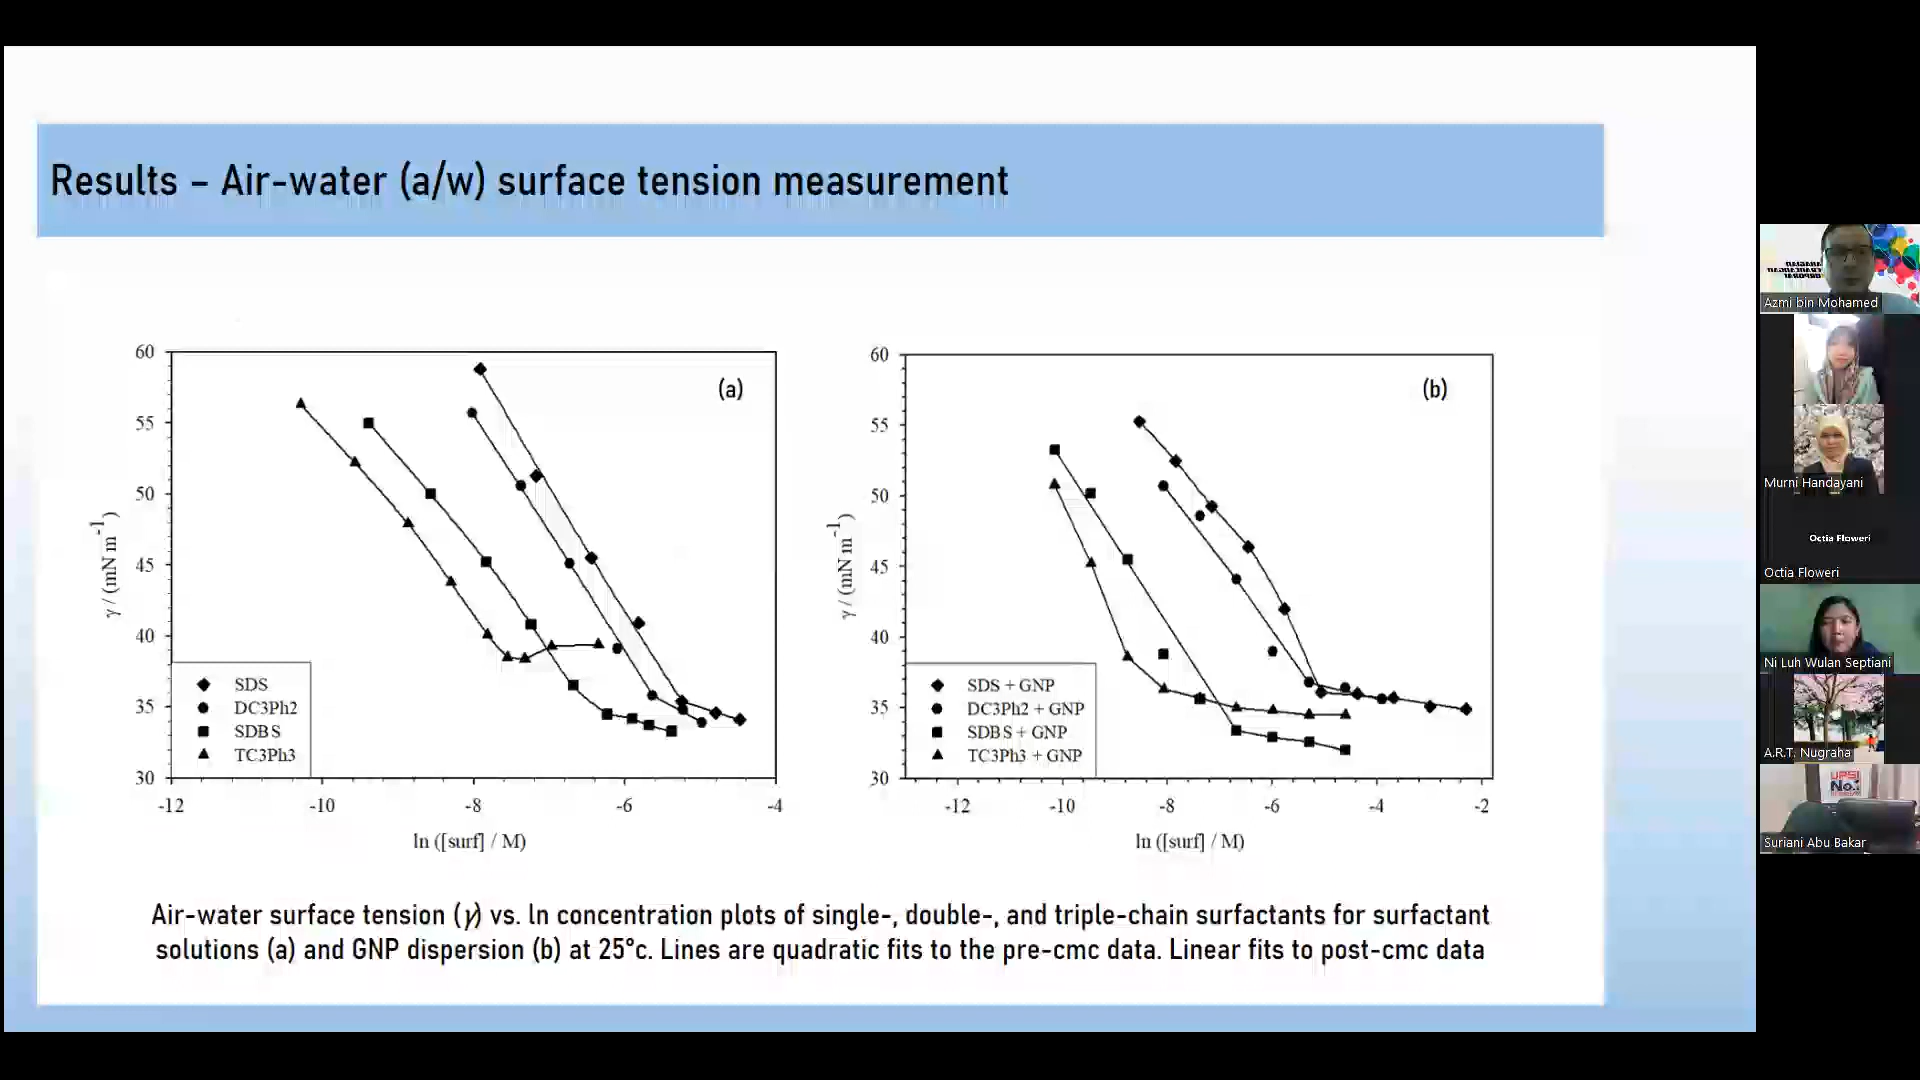 Results – Air-water (a/w) surface tension measurement
60
55
50
45
40
35
30
-12
-10
-8
-6
-4
γ / (mN m⁻¹)
ln ([surf] / M)
(a)
SDS
DC3Ph2
SDBS
TC3Ph3
60
55
50
45
40
35
30
-12
-10
-8
-6
-4
-2
γ / (mN m⁻¹)
ln ([surf] / M)
(b)
SDS + GNP
DC3Ph2 + GNP
SDBS + GNP
TC3Ph3 + GNP
Air-water surface tension (γ) vs. ln concentration plots of single-, double-, and triple-chain surfactants for surfactant
solutions (a) and GNP dispersion (b) at 25°c. Lines are quadratic fits to the pre-cmc data. Linear fits to post-cmc data
Azmi bin Mohamed
Murni Handayani
Octia Floweri
Octia Floweri
Ni Luh Wulan Septiani
A.R.T. Nugraha
UPSI
No.
Suriani Abu Bakar